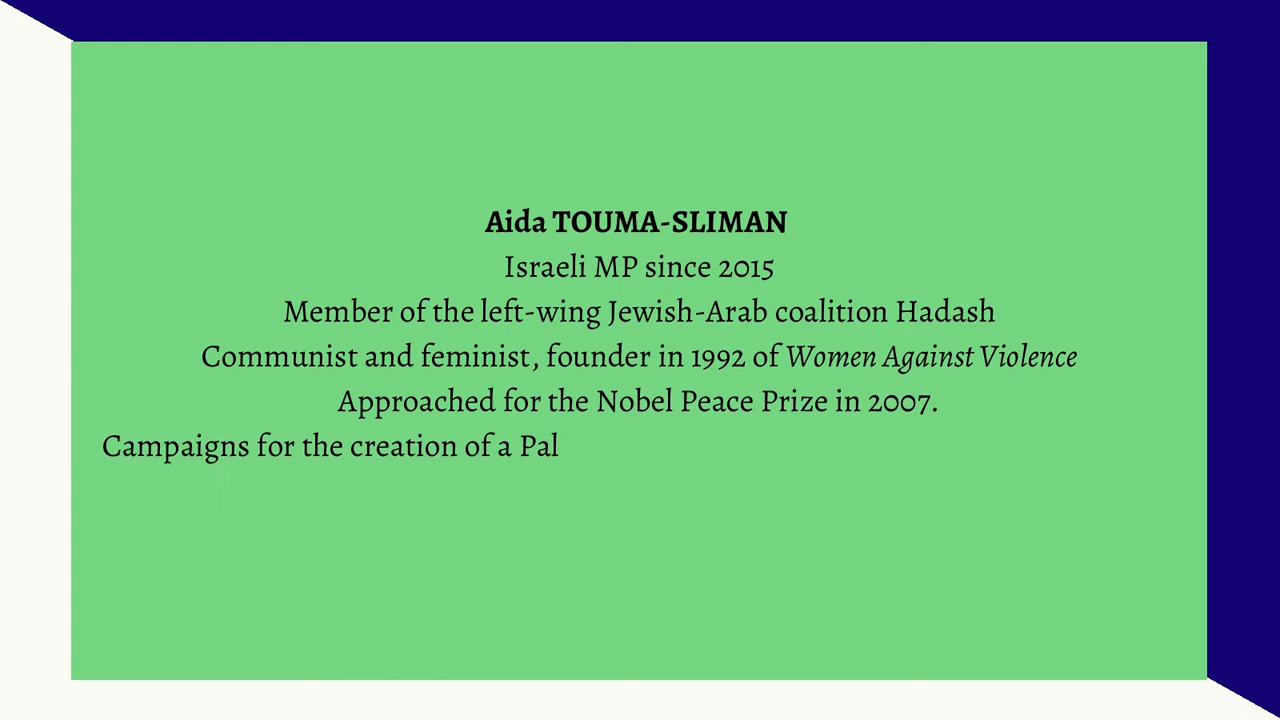 Aida TOUMA-SLIMAN
Israeli MP since 2015
Member of the left-wing Jewish-Arab coalition Hadash
Communist and feminist, founder in 1992 of Women Against Violence
Approached for the Nobel Peace Prize in 2007.
Campaigns for the creation of a Pal